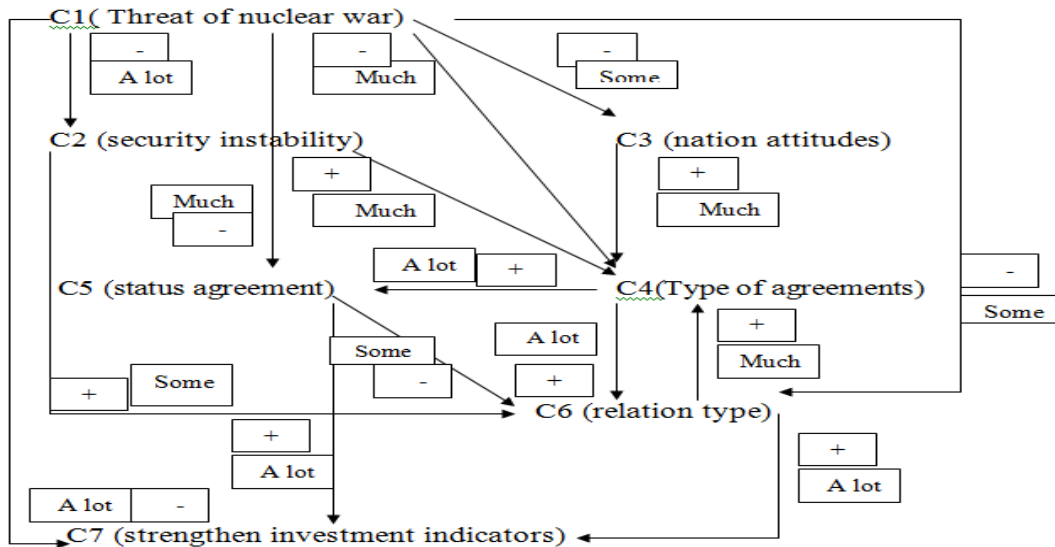 C1( Threat of nuclear war)
-
A lot
-
Much
-
Some
C2 (security instability)
C3 (nation attitudes)
+
Much
+
Much
Much
-
A lot
+
C5 (status agreement)
C4(Type of agreements)
-
Some
A lot
+
+
Much
Some
-
Some
+
C6 (relation type)
+
A lot
+
A lot
A lot
-
C7 (strengthen investment indicators)